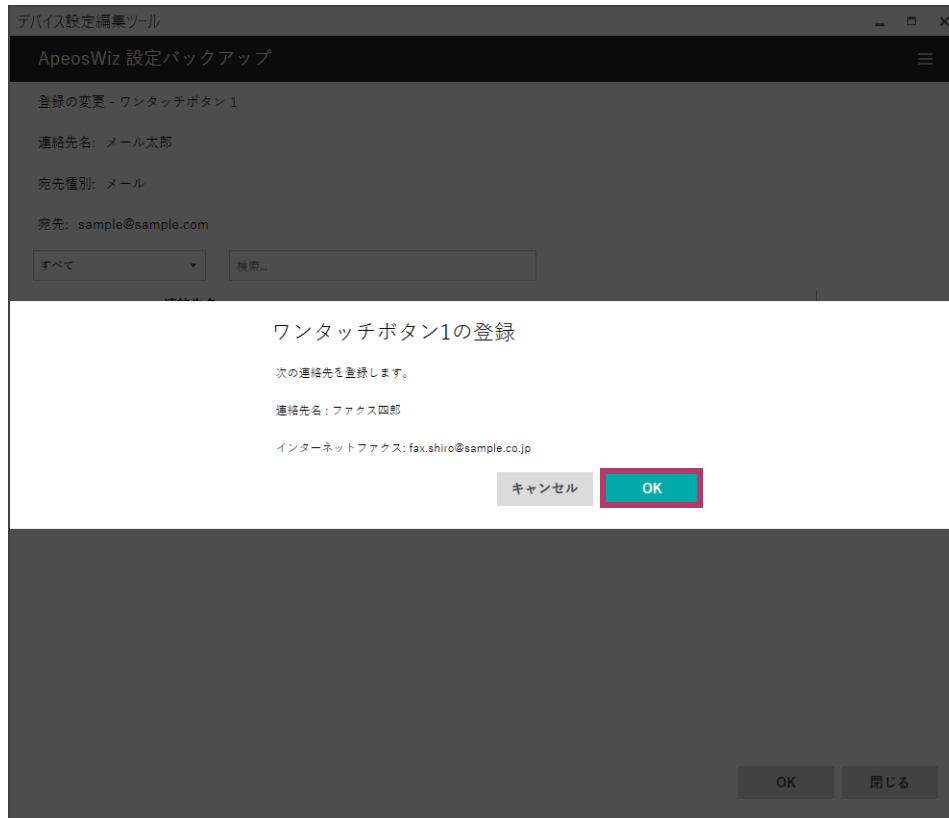 デバイス設定編集ツール
ApeosWiz 設定バックアップ
登録の変更 - ワンタッチボタン 1
連絡先名: メール太郎
宛先種別: メール
宛先: sample@sample.com
すべて 検索...
ワンタッチボタン1の登録
次の連絡先を登録します。
連絡先名 : ファクス四郎
インターネットファクス: fax.shiro@sample.co.jp
キャンセル OK
OK 閉じる